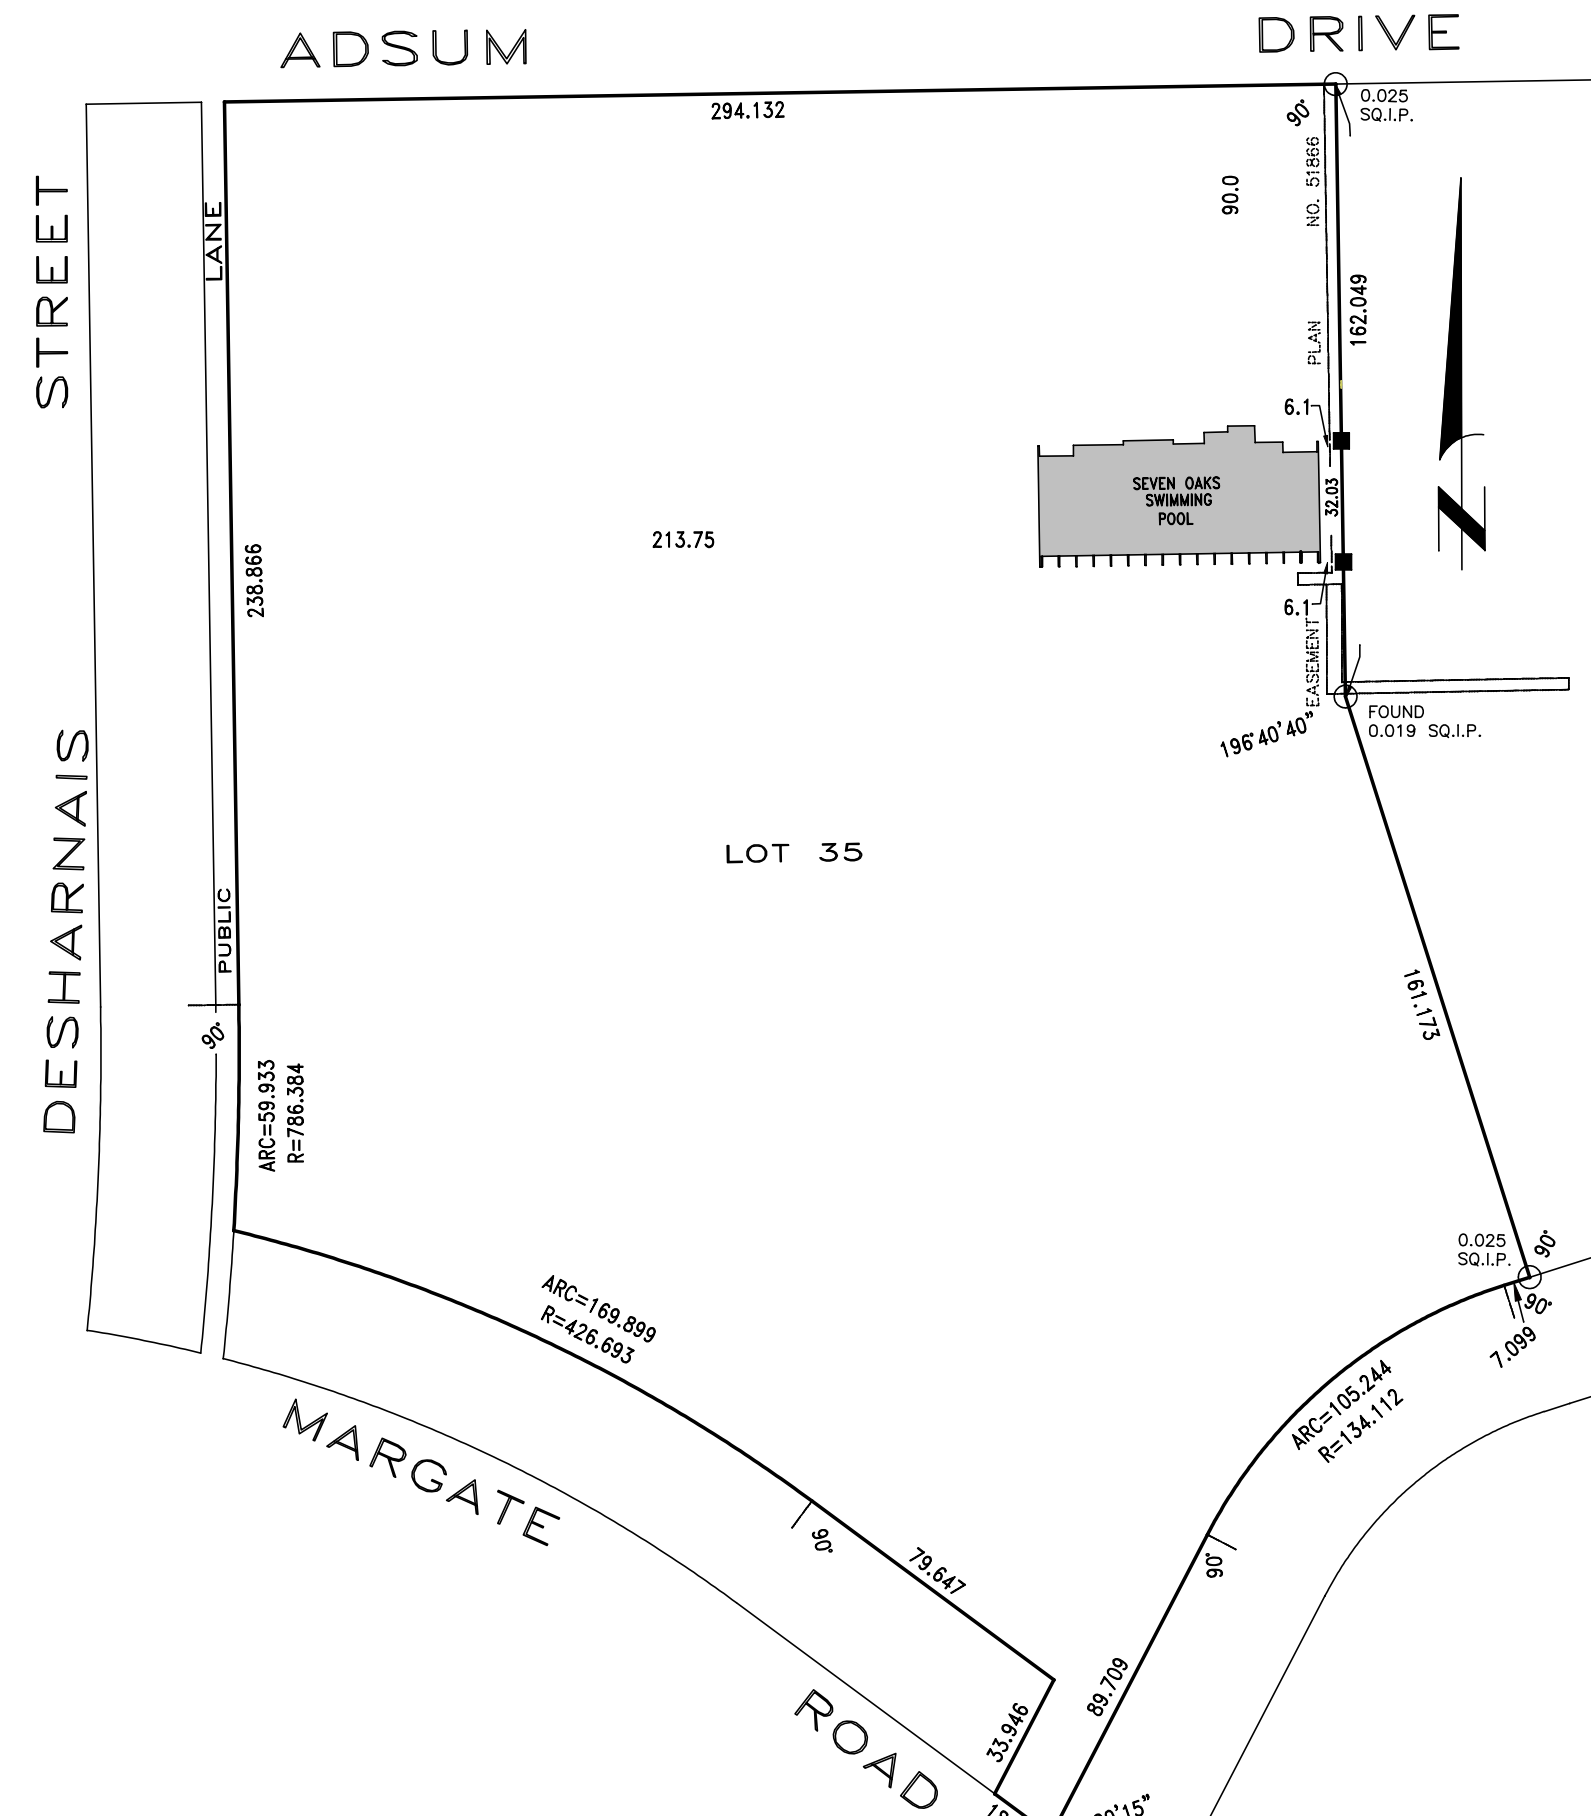 ADSUM DRIVE
294.132
90°
0.025
SQ.I.P.
STREET
LANE
90.0
NO. 51866
PLAN
162.049
6.1
SEVEN OAKS
SWIMMING
POOL
32.03
213.75
238.866
6.1
EASEMENT
196°40'40"
FOUND
0.019 SQ.I.P.
N
DESHARNAIS
LOT 35
PUBLIC
161.173
90°
ARC=59.933
R=786.384
0.025
SQ.I.P.
90°
90°
7.099
ARC=169.899
R=426.693
ARC=105.244
R=134.112
MARGATE
90°
79.647
90°
89.709
33.946
ROAD